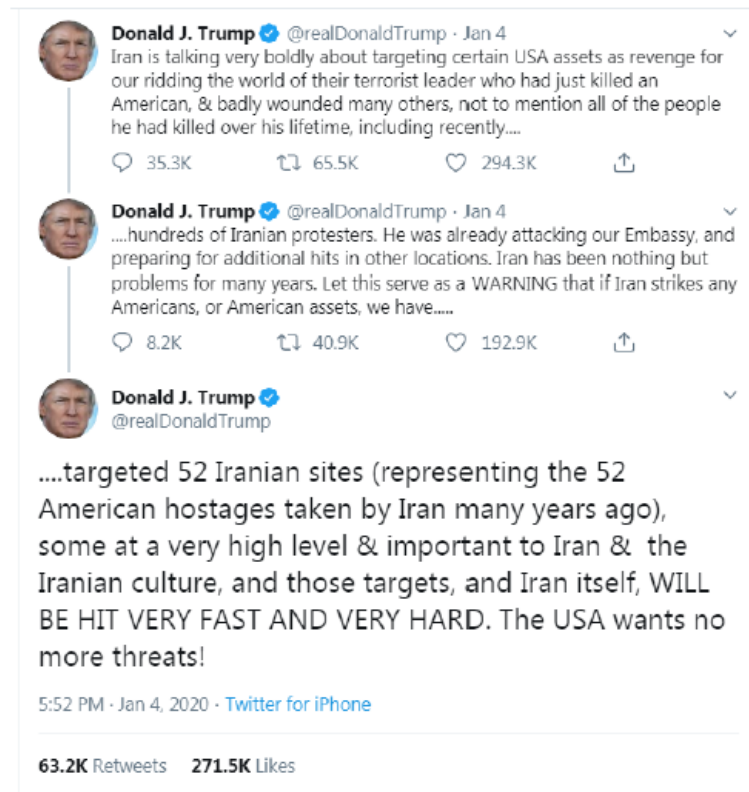 Donald J. Trump @realDonaldTrump · Jan 4
Iran is talking very boldly about targeting certain USA assets as revenge for
our ridding the world of their terrorist leader who had just killed an
American, & badly wounded many others, not to mention all of the people
he had killed over his lifetime, including recently....
35.3K 65.5K 294.3K
Donald J. Trump @realDonaldTrump · Jan 4
....hundreds of Iranian protesters. He was already attacking our Embassy, and
preparing for additional hits in other locations. Iran has been nothing but
problems for many years. Let this serve as a WARNING that if Iran strikes any
Americans, or American assets, we have.....
8.2K 40.9K 192.9K
Donald J. Trump
@realDonaldTrump
....targeted 52 Iranian sites (representing the 52
American hostages taken by Iran many years ago),
some at a very high level & important to Iran & the
Iranian culture, and those targets, and Iran itself, WILL
BE HIT VERY FAST AND VERY HARD. The USA wants no
more threats!
5:52 PM · Jan 4, 2020 · Twitter for iPhone
63.2K Retweets 271.5K Likes